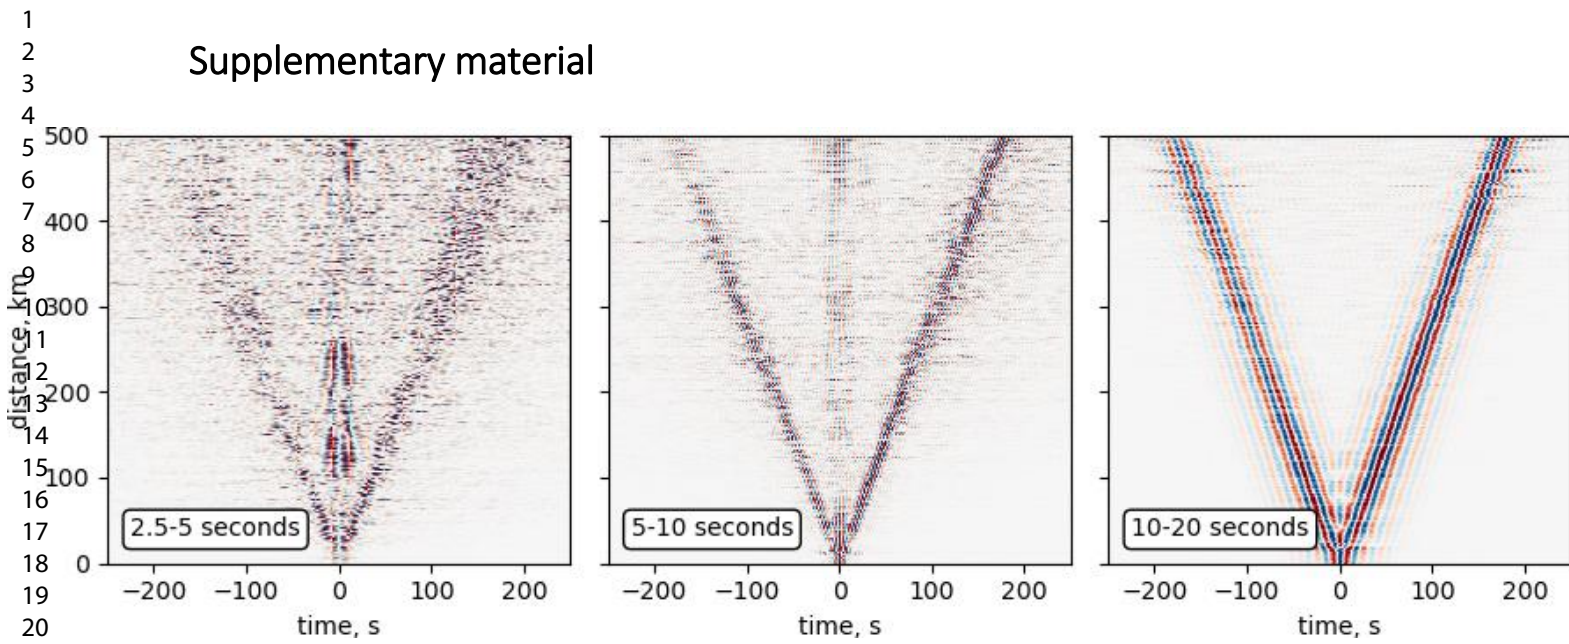 1
2
Supplementary material
3
4
500
5
6
7
400
8
9
distance, km
10
300
11
12
200
13
14
15
100
16
2.5-5 seconds
5-10 seconds
10-20 seconds
17
18
0
−200 −100 0 100 200
−200 −100 0 100 200
−200 −100 0 100 200
19
20
time, s
time, s
time, s